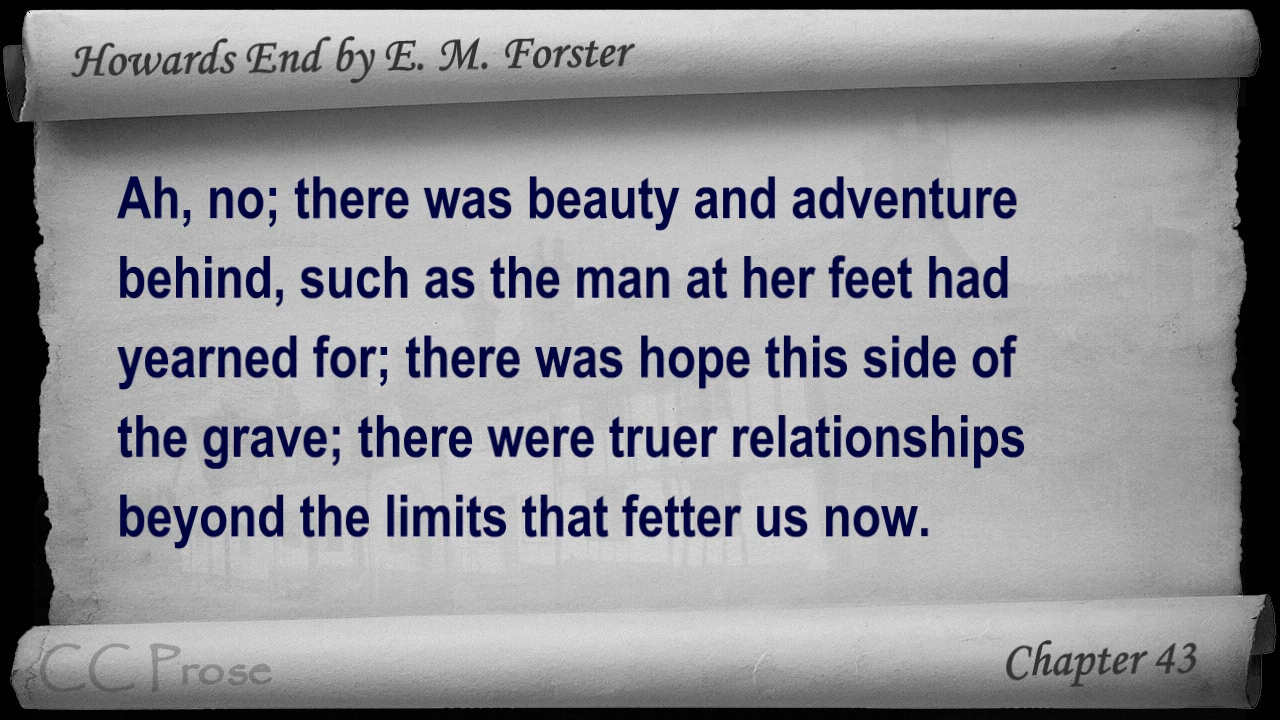 Howards End by E. M. Forster
Ah, no; there was beauty and adventure
behind, such as the man at her feet had
yearned for; there was hope this side of
the grave; there were truer relationships
beyond the limits that fetter us now.
CC Prose
Chapter 43